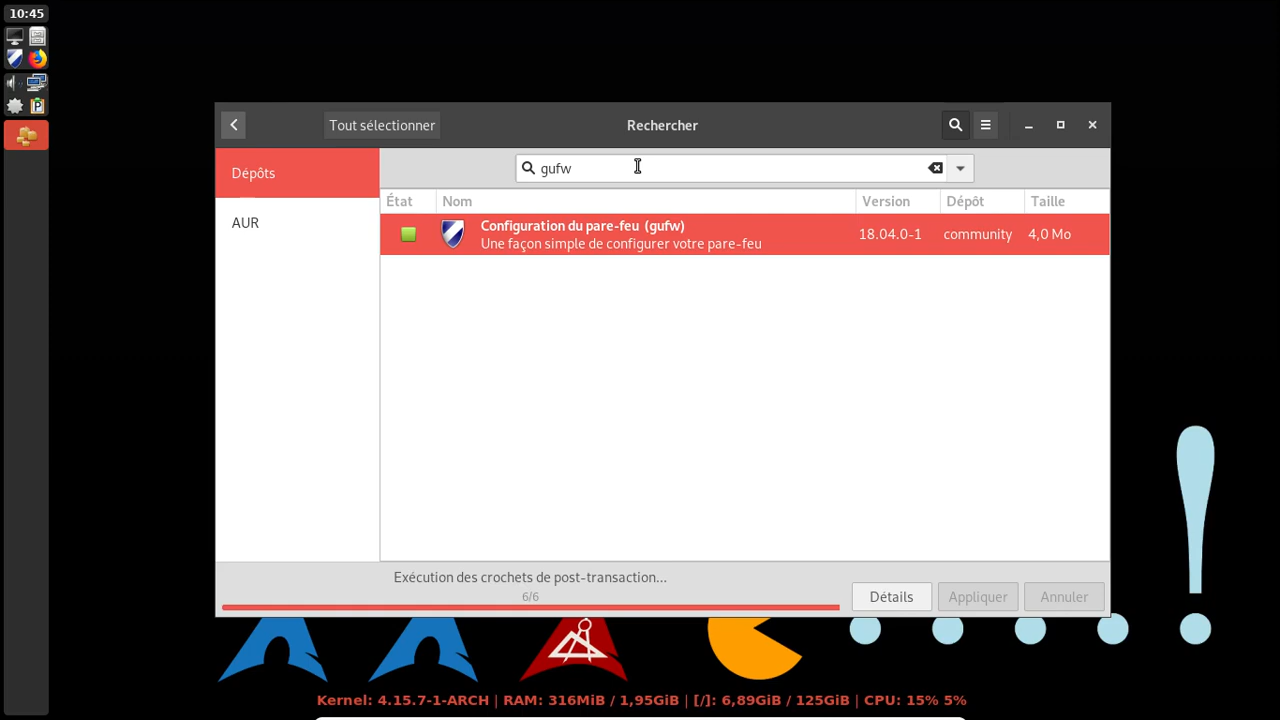 10:45
Tout sélectionner
Rechercher
Dépôts
AUR
gufw
État Nom Version Dépôt Taille
Configuration du pare-feu (gufw)
Une façon simple de configurer votre pare-feu
18.04.0-1 community 4,0 Mo
Exécution des crochets de post-transaction...
6/6
Détails Appliquer Annuler
Kernel: 4.15.7-1-ARCH | RAM: 316MiB / 1,95GiB | [/]: 6,89GiB / 125GiB | CPU: 15% 5%